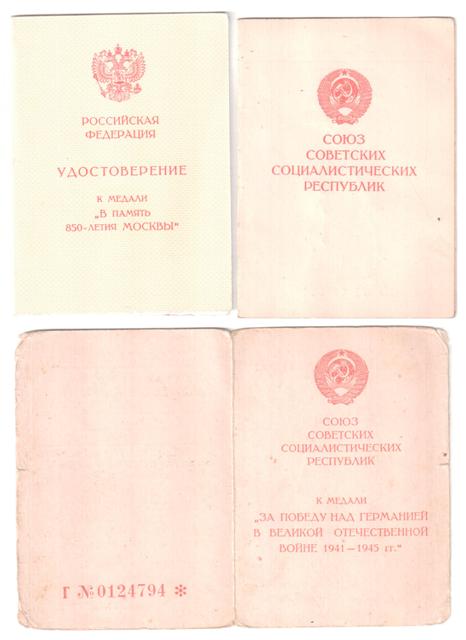 РОССИЙСКАЯ
ФЕДЕРАЦИЯ
УДОСТОВЕРЕНИЕ
К МЕДАЛИ
„В ПАМЯТЬ
850-ЛЕТИЯ МОСКВЫ"
СОЮЗ
СОВЕТСКИХ
СОЦИАЛИСТИЧЕСКИХ
РЕСПУБЛИК
Г №0124794 *
СОЮЗ
СОВЕТСКИХ
СОЦИАЛИСТИЧЕСКИХ
РЕСПУБЛИК
К МЕДАЛИ
„ЗА ПОБЕДУ НАД ГЕРМАНИЕЙ
В ВЕЛИКОЙ ОТЕЧЕСТВЕННОЙ
ВОЙНЕ 1941—1945 гг."